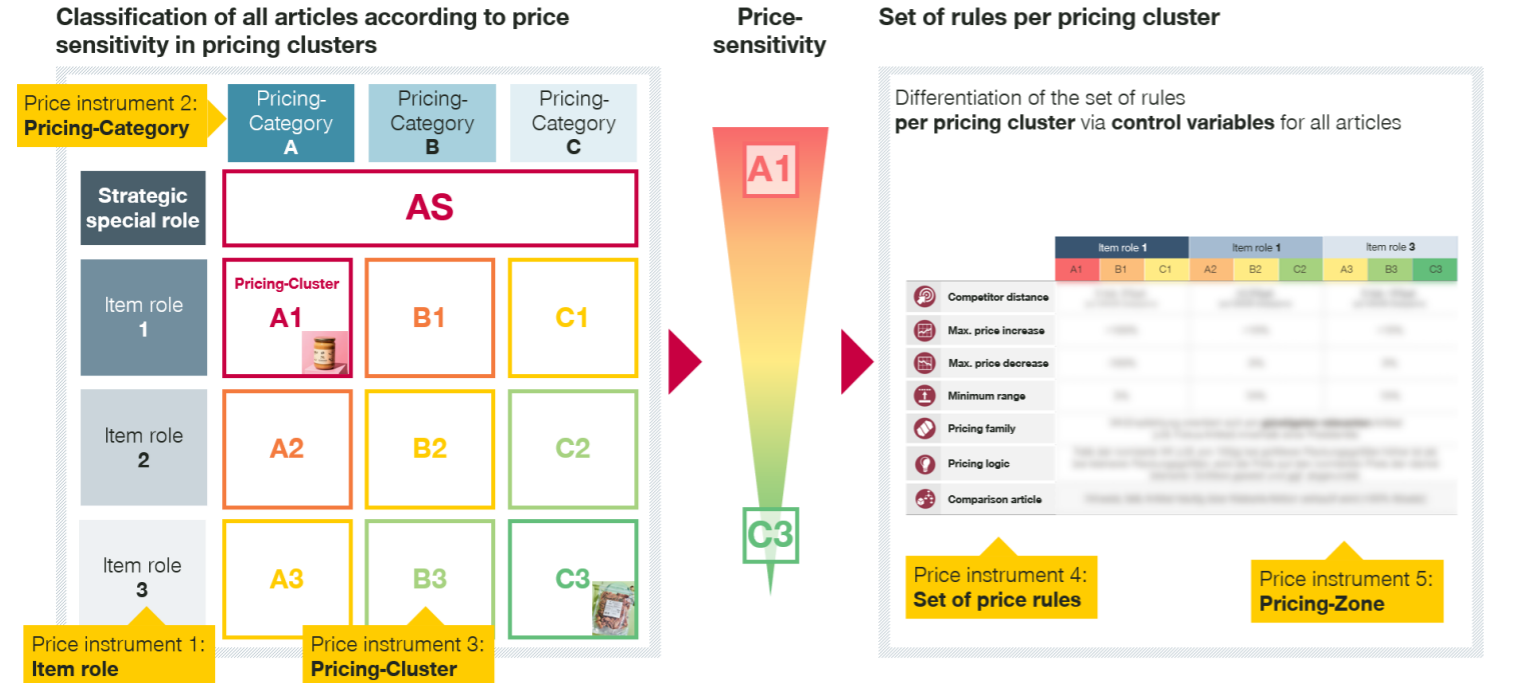 Classification of all articles according to price
sensitivity in pricing clusters
Price instrument 2:
Pricing-Category
Pricing-
Category
A
Pricing-
Category
B
Pricing-
Category
C
Strategic
special role
AS
Item role
1
Pricing-Cluster
A1
B1
C1
Item role
2
A2
B2
C2
Item role
3
A3
B3
C3
Price instrument 1:
Item role
Price instrument 3:
Pricing-Cluster
Price-
sensitivity
A1
C3
Set of rules per pricing cluster
Differentiation of the set of rules
per pricing cluster via control variables for all articles
Item role 1
Item role 1
Item role 3
A1
B1
C1
A2
B2
C2
A3
B3
C3
Competitor distance
Max. price increase
Max. price decrease
Minimum range
Pricing family
Pricing logic
Comparison article
Price instrument 4:
Set of price rules
Price instrument 5:
Pricing-Zone